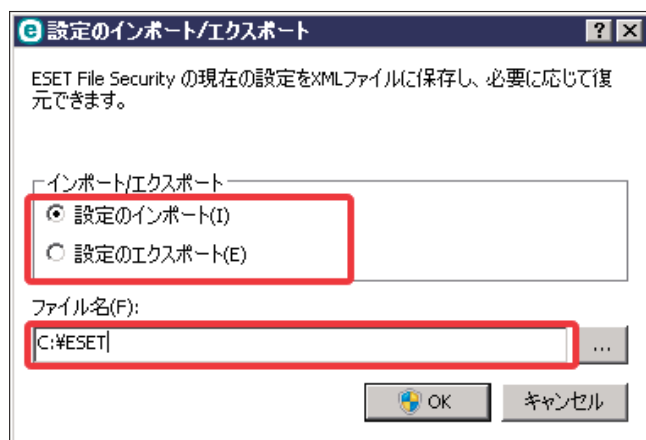 設定のインポート/エクスポート
ESET File Security の現在の設定をXMLファイルに保存し、必要に応じて復
元できます。
インポート/エクスポート
設定のインポート(I)
設定のエクスポート(E)
ファイル名(F):
C:¥ESET
...
OK キャンセル